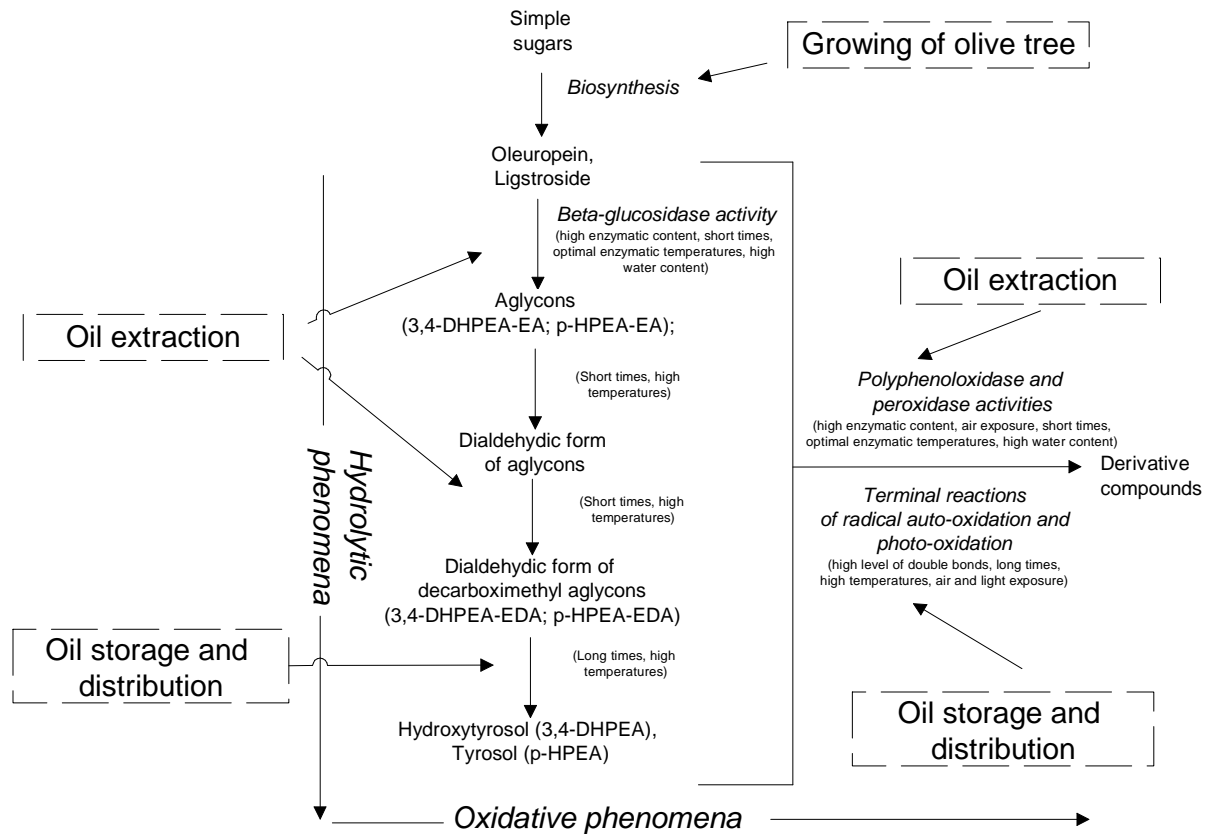 Simple
sugars
Growing of olive tree
Biosynthesis
Oleuropein,
Ligstroside
Beta-glucosidase activity
(high enzymatic content, short times,
optimal enzymatic temperatures, high
water content)
Oil extraction
Aglycons
(3,4-DHPEA-EA; p-HPEA-EA);
Oil extraction
(Short times, high
temperatures)
Polyphenoloxidase and
peroxidase activities
(high enzymatic content, air exposure, short times,
optimal enzymatic temperatures, high water content)
Dialdehydic form
of aglycons
Hydrolytic
phenomena
Derivative
compounds
(Short times, high
temperatures)
Terminal reactions
of radical auto-oxidation and
photo-oxidation
(high level of double bonds, long times,
high temperatures, air and light exposure)
Dialdehydic form of
decarboximethyl aglycons
(3,4-DHPEA-EDA; p-HPEA-EDA)
Oil storage and
distribution
(Long times, high
temperatures)
Oil storage and
distribution
Hydroxytyrosol (3,4-DHPEA),
Tyrosol (p-HPEA)
Oxidative phenomena